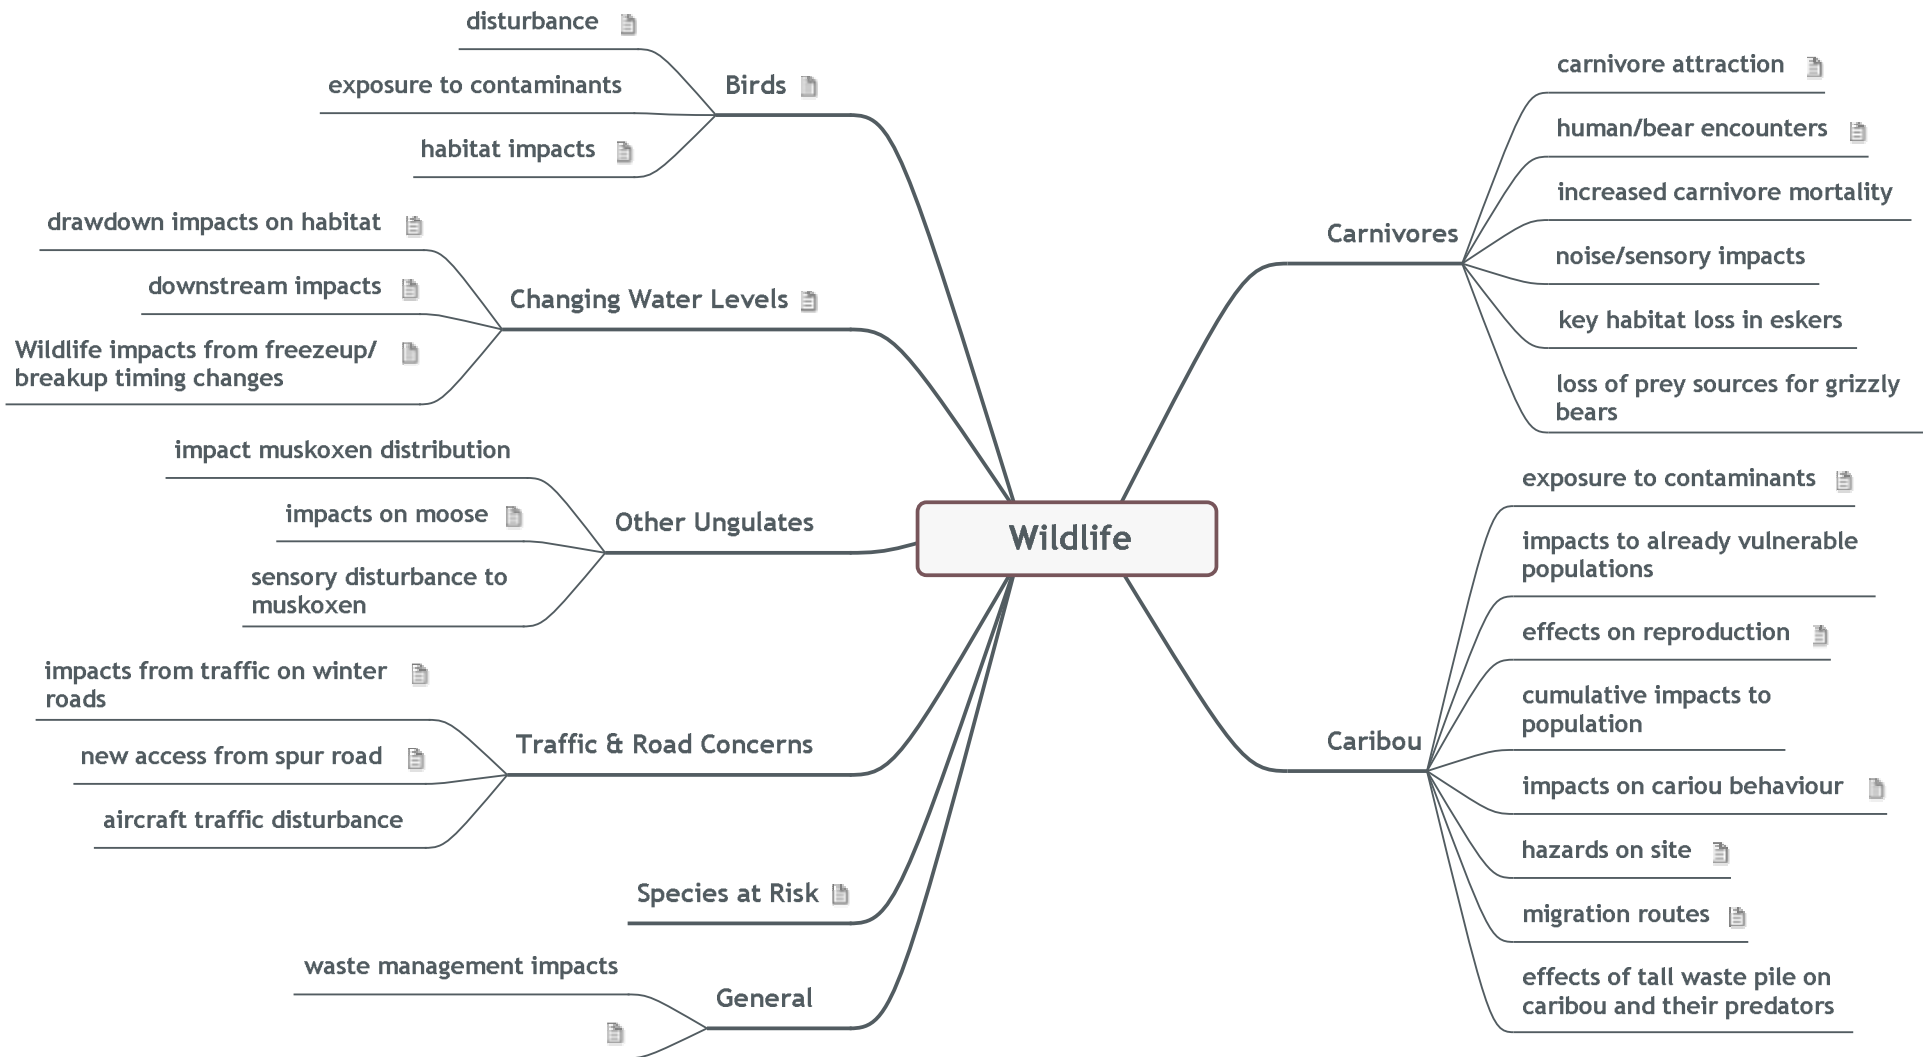 Wildlife
Birds
disturbance
exposure to contaminants
habitat impacts
Changing Water Levels
drawdown impacts on habitat
downstream impacts
Wildlife impacts from freezeup/
breakup timing changes
Other Ungulates
impact muskoxen distribution
impacts on moose
sensory disturbance to
muskoxen
Traffic & Road Concerns
impacts from traffic on winter
roads
new access from spur road
aircraft traffic disturbance
Species at Risk
General
waste management impacts
Carnivores
carnivore attraction
human/bear encounters
increased carnivore mortality
noise/sensory impacts
key habitat loss in eskers
loss of prey sources for grizzly
bears
Caribou
exposure to contaminants
impacts to already vulnerable
populations
effects on reproduction
cumulative impacts to
population
impacts on cariou behaviour
hazards on site
migration routes
effects of tall waste pile on
caribou and their predators